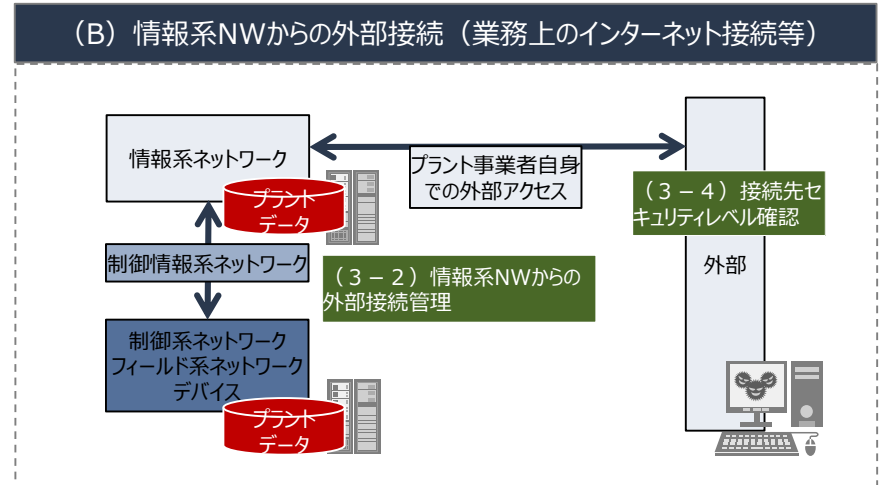 （B）情報系NWからの外部接続（業務上のインターネット接続等）
情報系ネットワーク
プラント
データ
プラント事業者自身
での外部アクセス
（３－４）接続先セ
キュリティレベル確認
制御情報系ネットワーク
（３－２）情報系NWからの
外部接続管理
外部
制御系ネットワーク
フィールド系ネットワーク
デバイス
プラント
データ